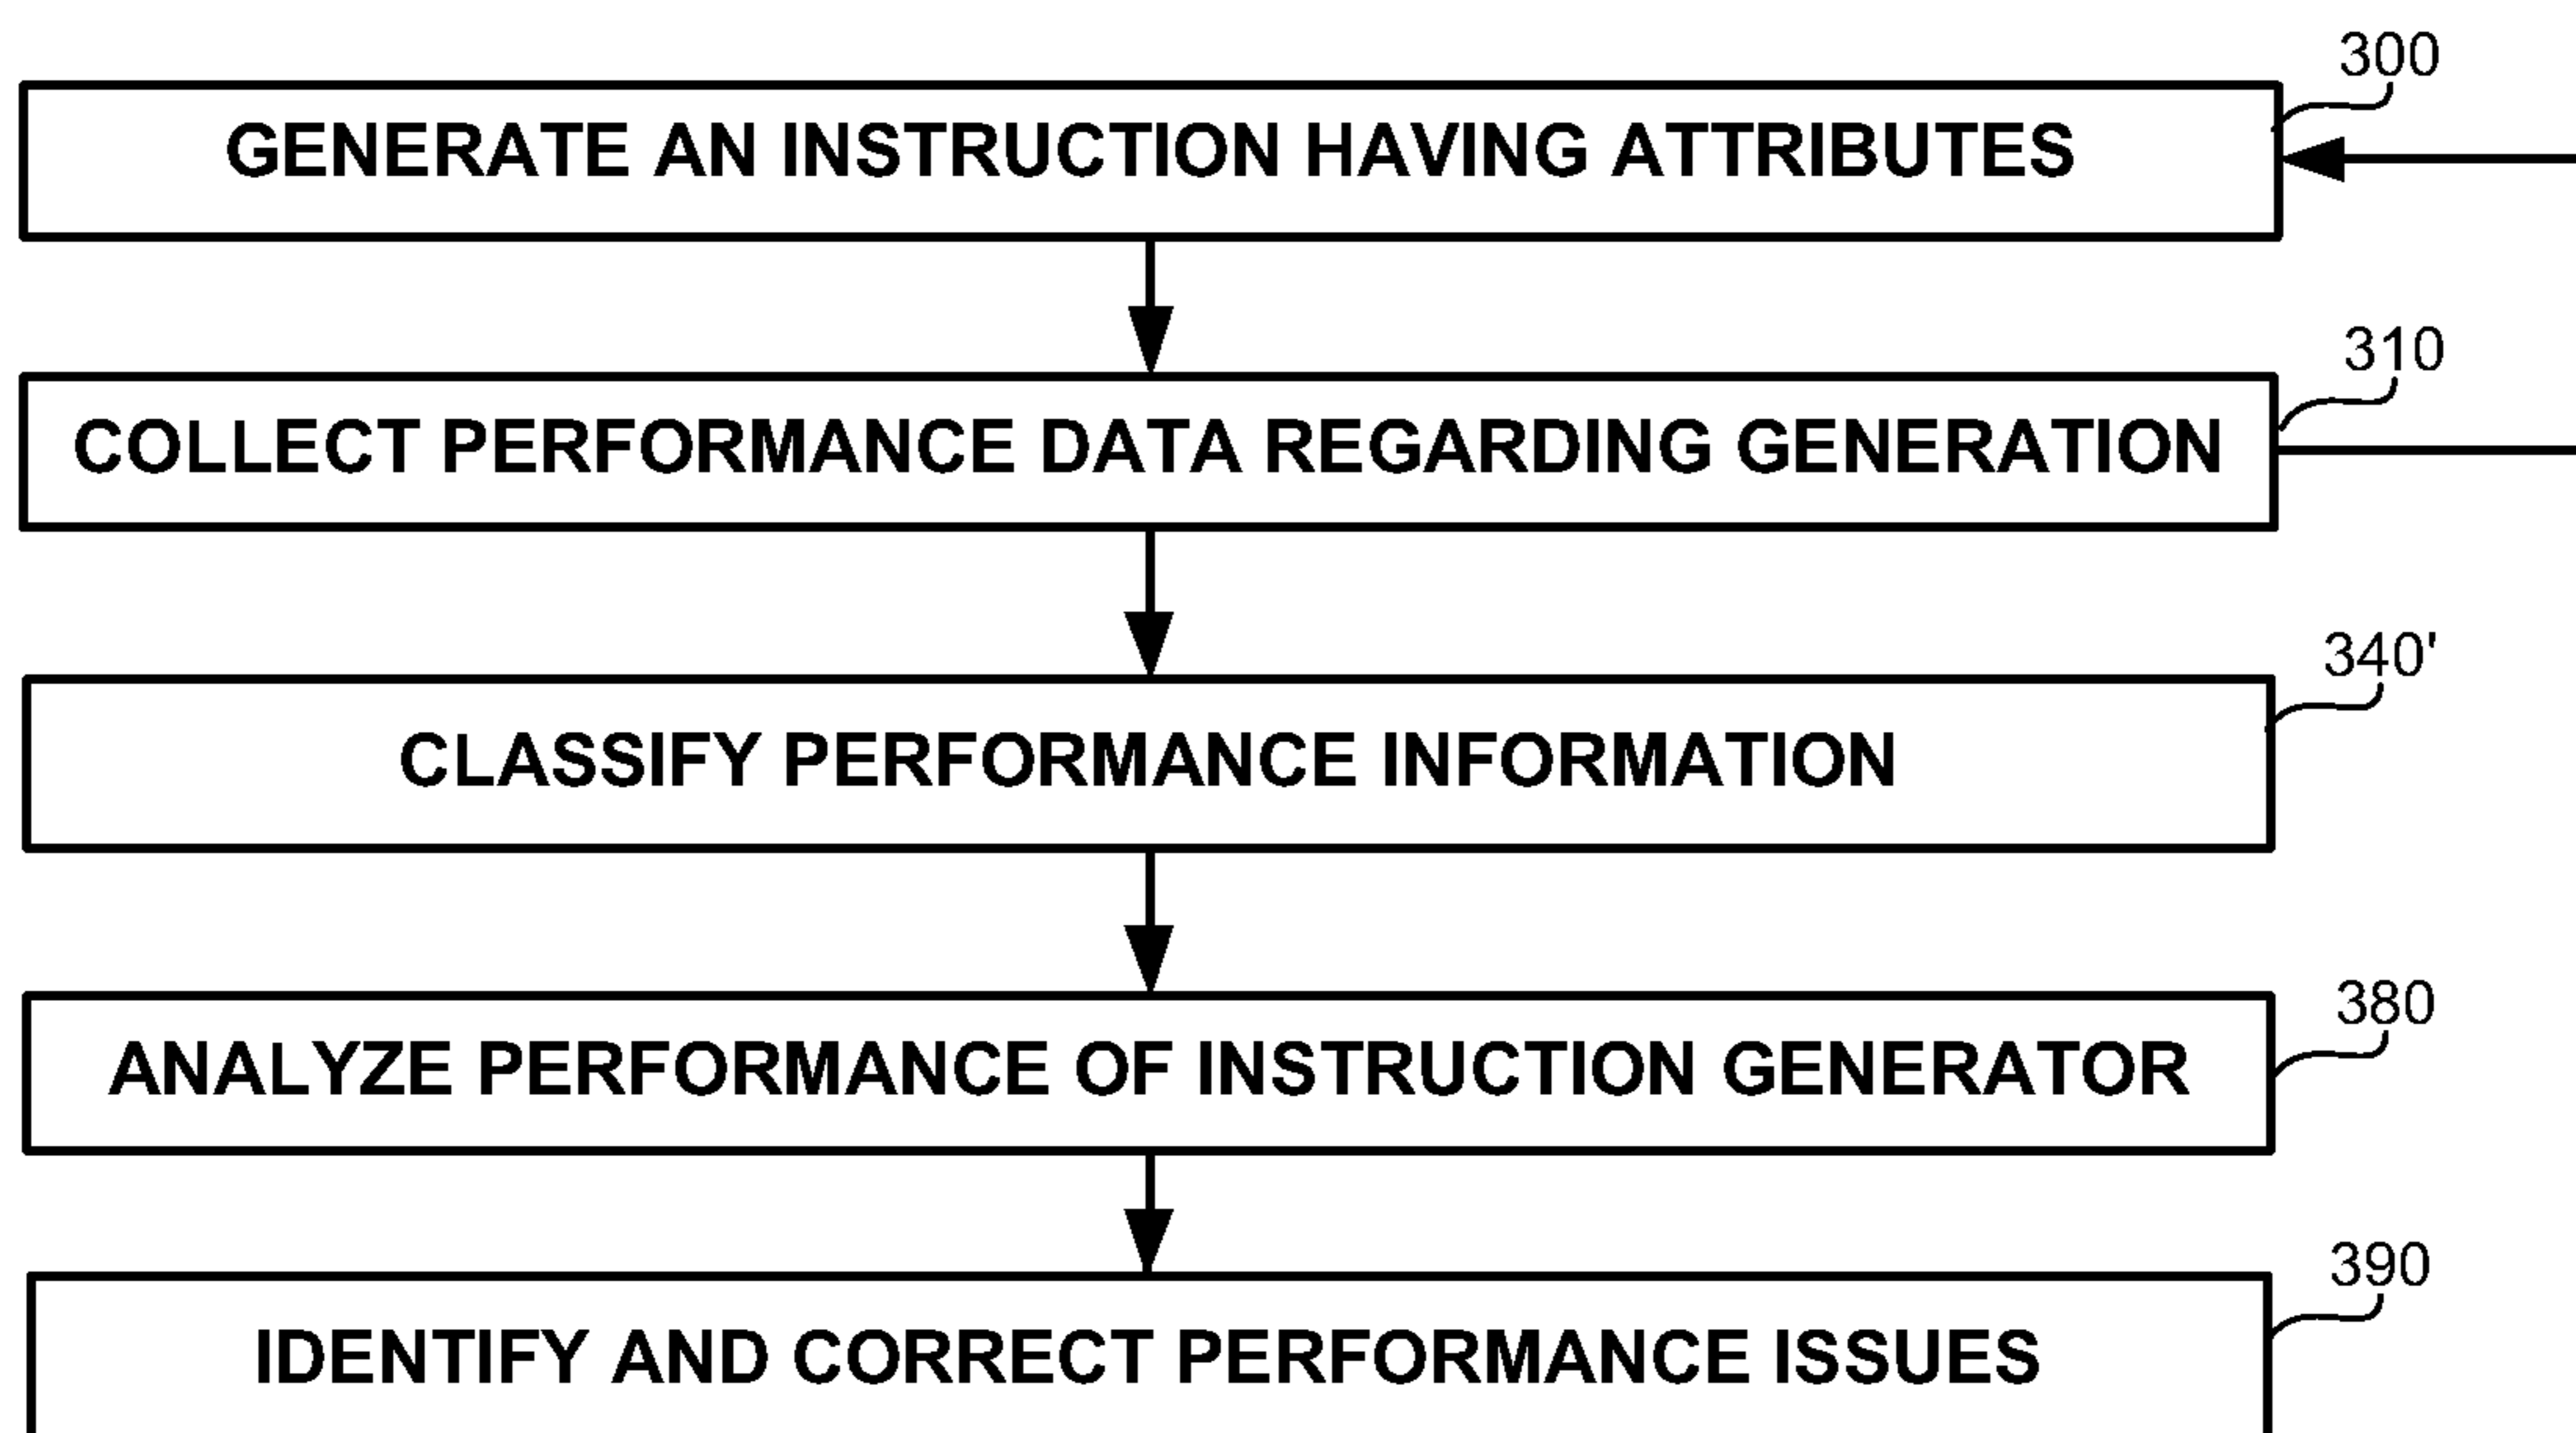 300
GENERATE AN INSTRUCTION HAVING ATTRIBUTES
310
COLLECT PERFORMANCE DATA REGARDING GENERATION
340'
CLASSIFY PERFORMANCE INFORMATION
380
ANALYZE PERFORMANCE OF INSTRUCTION GENERATOR
390
IDENTIFY AND CORRECT PERFORMANCE ISSUES